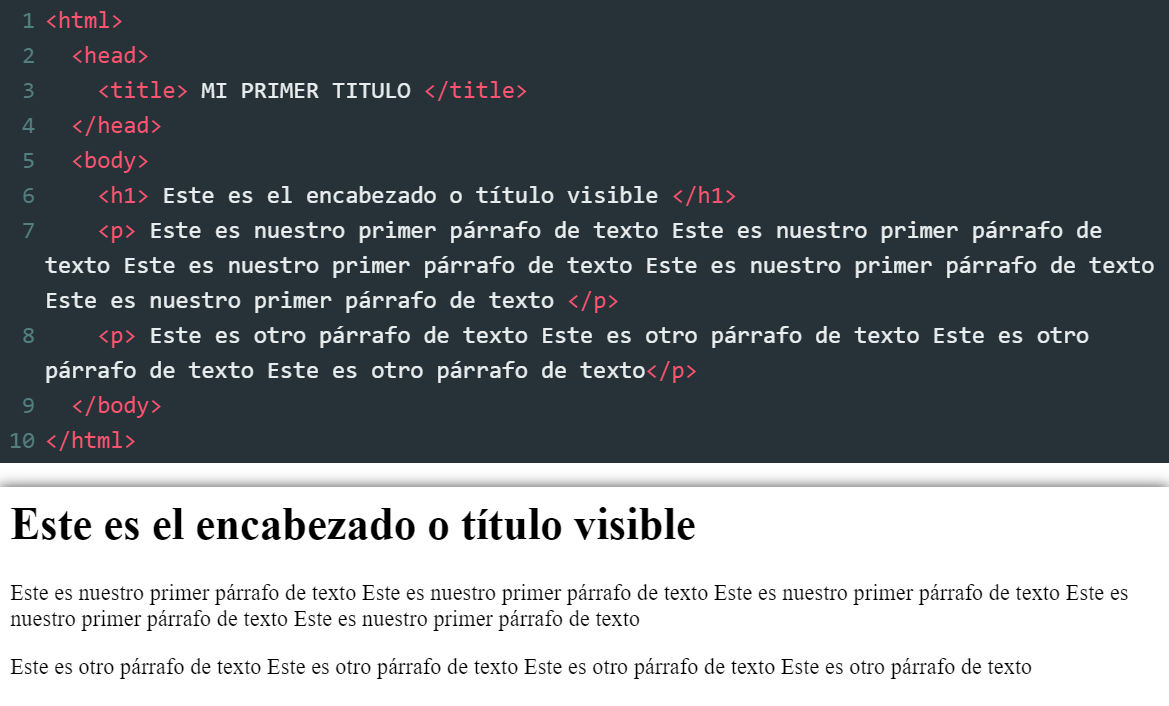 1 <html>
2   <head>
3     <title> MI PRIMER TITULO </title>
4   </head>
5   <body>
6     <h1> Este es el encabezado o título visible </h1>
7     <p> Este es nuestro primer párrafo de texto Este es nuestro primer párrafo de
texto Este es nuestro primer párrafo de texto Este es nuestro primer párrafo de texto
Este es nuestro primer párrafo de texto </p>
8     <p> Este es otro párrafo de texto Este es otro párrafo de texto Este es otro
párrafo de texto Este es otro párrafo de texto</p>
9   </body>
10 </html>
Este es el encabezado o título visible
Este es nuestro primer párrafo de texto Este es nuestro primer párrafo de texto Este es nuestro primer párrafo de texto Este es
nuestro primer párrafo de texto Este es nuestro primer párrafo de texto
Este es otro párrafo de texto Este es otro párrafo de texto Este es otro párrafo de texto Este es otro párrafo de texto